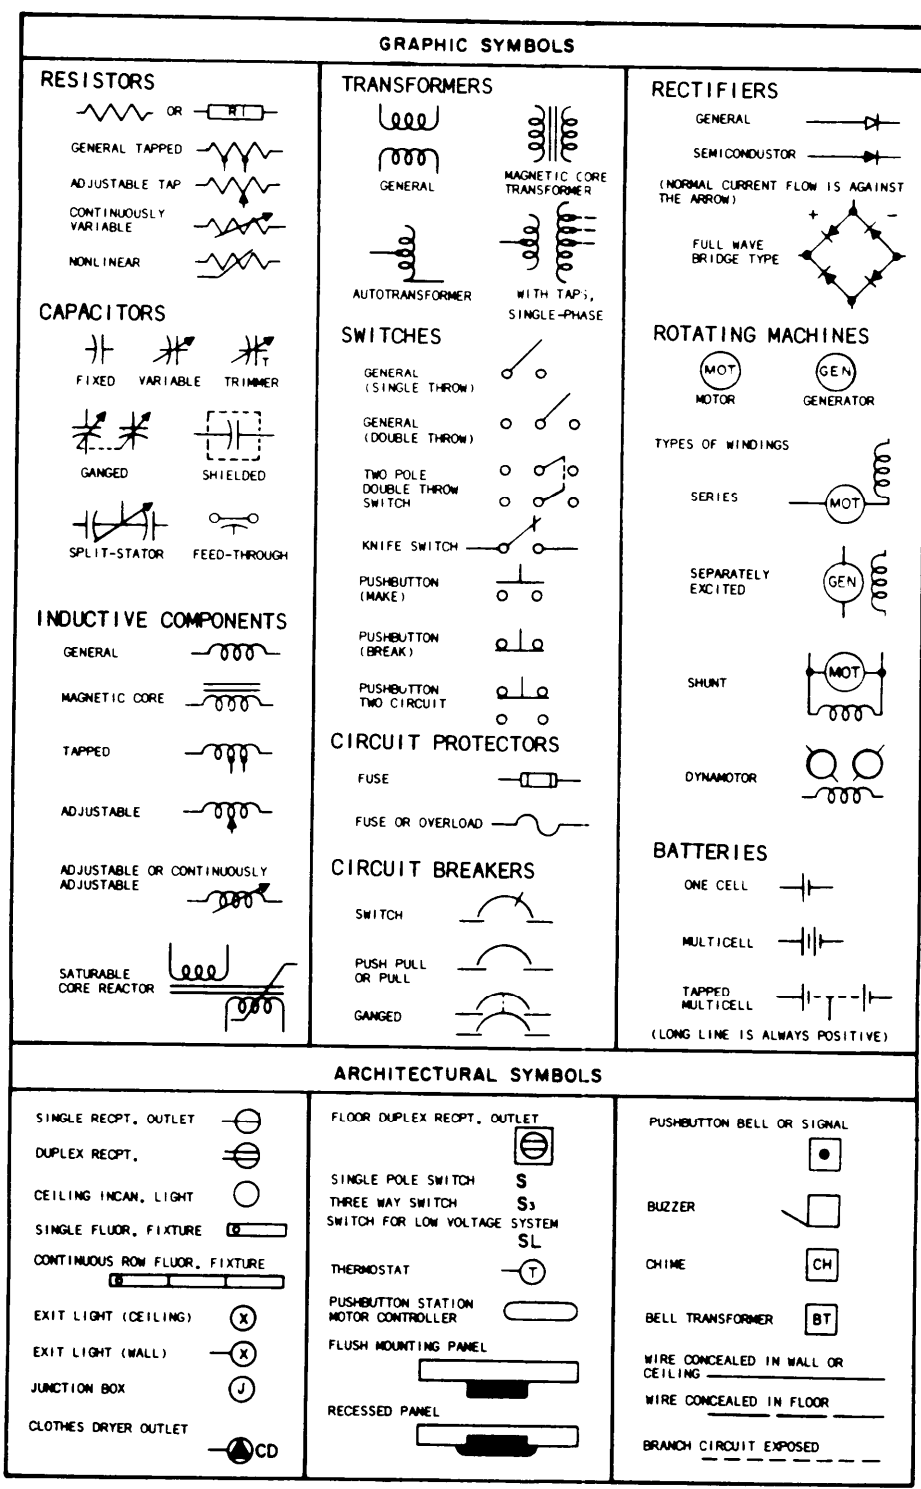 GRAPHIC SYMBOLS
RESISTORS
OR
R1
GENERAL TAPPED
ADJUSTABLE TAP
CONTINUOUSLY
VARIABLE
NONLINEAR
CAPACITORS
T
FIXED VARIABLE TRIMMER
GANGED SHIELDED
SPLIT-STATOR FEED-THROUGH
INDUCTIVE COMPONENTS
GENERAL
MAGNETIC CORE
TAPPED
ADJUSTABLE
ADJUSTABLE OR CONTINUOUSLY
ADJUSTABLE
SATURABLE
CORE REACTOR
TRANSFORMERS
GENERAL
MAGNETIC CORE
TRANSFORMER
AUTOTRANSFORMER
WITH TAPS,
SINGLE-PHASE
SWITCHES
GENERAL
(SINGLE THROW)
GENERAL
(DOUBLE THROW)
TWO POLE
DOUBLE THROW
SWITCH
KNIFE SWITCH
PUSHBUTTON
(MAKE)
PUSHBUTTON
(BREAK)
PUSHBUTTON
TWO CIRCUIT
CIRCUIT PROTECTORS
FUSE
FUSE OR OVERLOAD
CIRCUIT BREAKERS
SWITCH
PUSH PULL
OR PULL
GANGED
RECTIFIERS
GENERAL
SEMICONDUSTOR
(NORMAL CURRENT FLOW IS AGAINST
THE ARROW)
+ −
FULL WAVE
BRIDGE TYPE
ROTATING MACHINES
MOT GEN
MOTOR GENERATOR
TYPES OF WINDINGS
SERIES
MOT
SEPARATELY
EXCITED
GEN
SHUNT
MOT
DYNAMOTOR
BATTERIES
ONE CELL
MULTICELL
TAPPED
MULTICELL
(LONG LINE IS ALWAYS POSITIVE)
ARCHITECTURAL SYMBOLS
SINGLE RECPT. OUTLET
DUPLEX RECPT.
CEILING INCAN. LIGHT
SINGLE FLUOR. FIXTURE
CONTINUOUS ROW FLUOR. FIXTURE
EXIT LIGHT (CEILING) X
EXIT LIGHT (WALL) X
JUNCTION BOX J
CLOTHES DRYER OUTLET
CD
FLOOR DUPLEX RECPT. OUTLET
SINGLE POLE SWITCH S
THREE WAY SWITCH S3
SWITCH FOR LOW VOLTAGE SYSTEM
SL
THERMOSTAT T
PUSHBUTTON STATION
MOTOR CONTROLLER
FLUSH MOUNTING PANEL
RECESSED PANEL
PUSHBUTTON BELL OR SIGNAL
BUZZER
CHIME CH
BELL TRANSFORMER BT
WIRE CONCEALED IN WALL OR
CEILING
WIRE CONCEALED IN FLOOR
BRANCH CIRCUIT EXPOSED